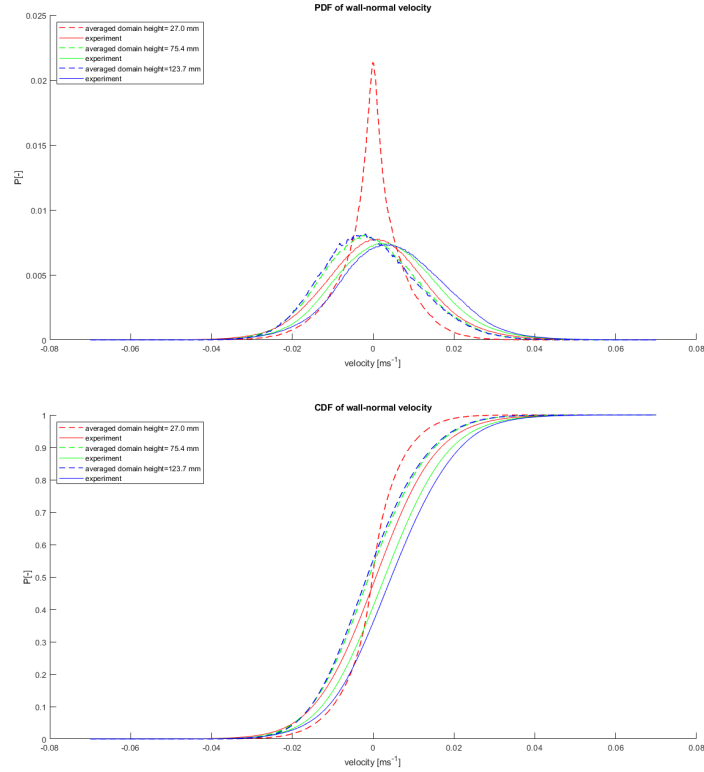 PDF of wall-normal velocity
0.025
0.02
0.015
0.01
0.005
0
P[-]
averaged domain height= 27.0 mm
experiment
averaged domain height= 75.4 mm
experiment
averaged domain height=123.7 mm
experiment
-0.08 -0.06 -0.04 -0.02 0 0.02 0.04 0.06 0.08
velocity [ms⁻¹]
CDF of wall-normal velocity
1
0.9
0.8
0.7
0.6
0.5
0.4
0.3
0.2
0.1
0
P[-]
averaged domain height= 27.0 mm
experiment
averaged domain height= 75.4 mm
experiment
averaged domain height=123.7 mm
experiment
-0.08 -0.06 -0.04 -0.02 0 0.02 0.04 0.06 0.08
velocity [ms⁻¹]